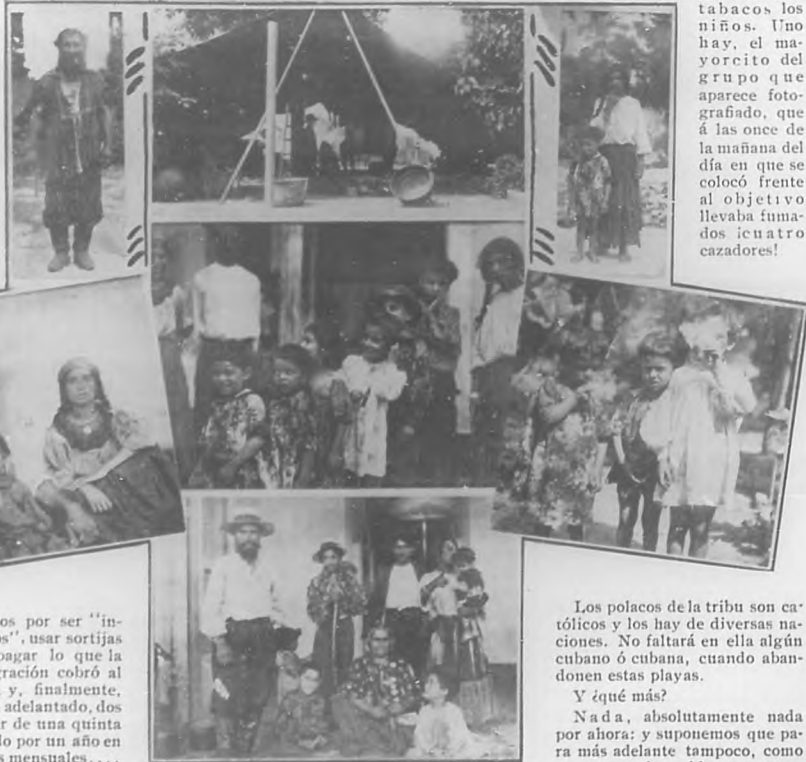 os por ser "in-
os", usar sortijas
pagar lo que la
gración cobró al
y, finalmente,
adelantado, dos
r de una quinta
lo por un año en
s mensuales....
tabacos los
niños. Uno
hay, el ma-
yorcito del
grupo que
aparece foto-
grafiado, que
á las once de
la mañana del
día en que se
colocó frente
al objetivo
llevaba fuma-
dos ¡cuatro
cazadores!
Los polacos de la tribu son ca-
tólicos y los hay de diversas na-
ciones. No faltará en ella algún
cubano ó cubana, cuando aban-
donen estas playas.
Y ¿qué más?
Nada, absolutamente nada
por ahora: y suponemos que pa-
ra más adelante tampoco, como